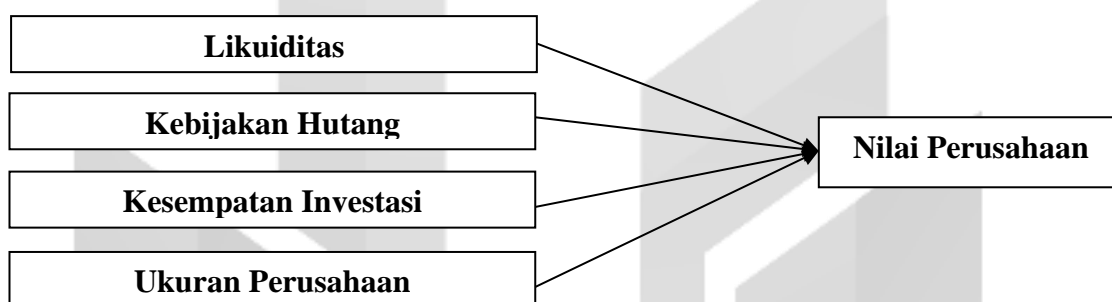 Likuiditas
Kebijakan Hutang
Nilai Perusahaan
Kesempatan Investasi
Ukuran Perusahaan